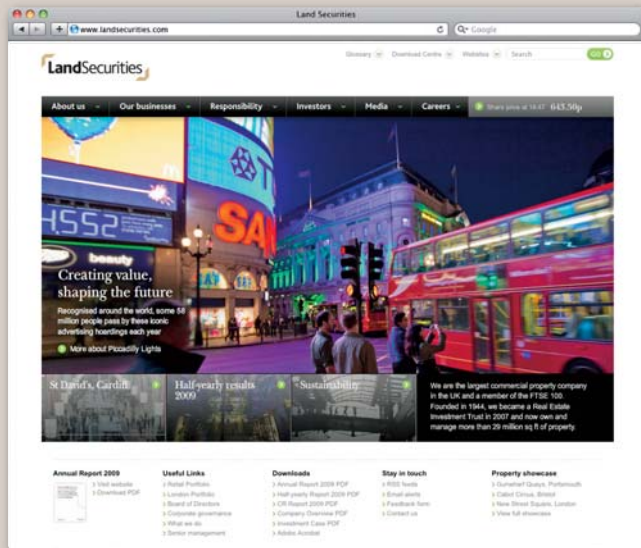 Land Securities
www.landsecurities.com
Google
Glossary
Download Centre
Websites
Search
GO
LandSecurities
About us
Our businesses
Responsibility
Investors
Media
Careers
Share price at 16:47 643.50p
4,552
SAN
beauty
GAP
GAP
Creating value,
shaping the future
Recognised around the world, some 58
million people pass by these iconic
advertising hoardings each year
More about Piccadilly Lights
St David's, Cardiff
Half-yearly results
2009
Sustainability
We are the largest commercial property company
in the UK and a member of the FTSE 100.
Founded in 1944, we became a Real Estate
Investment Trust in 2007 and now own and
manage more than 29 million sq ft of property.
Annual Report 2009
Visit website
Download PDF
Useful Links
Retail Portfolio
London Portfolio
Board of Directors
Corporate governance
What we do
Senior management
Downloads
Annual Report 2009 PDF
Half-yearly Report 2009 PDF
CR Report 2009 PDF
Company Overview PDF
Investment Case PDF
Adobe Acrobat
Stay in touch
RSS feeds
Email alerts
Feedback form
Contact us
Property showcase
Gunwharf Quays, Portsmouth
Cabot Circus, Bristol
New Street Square, London
View full showcase